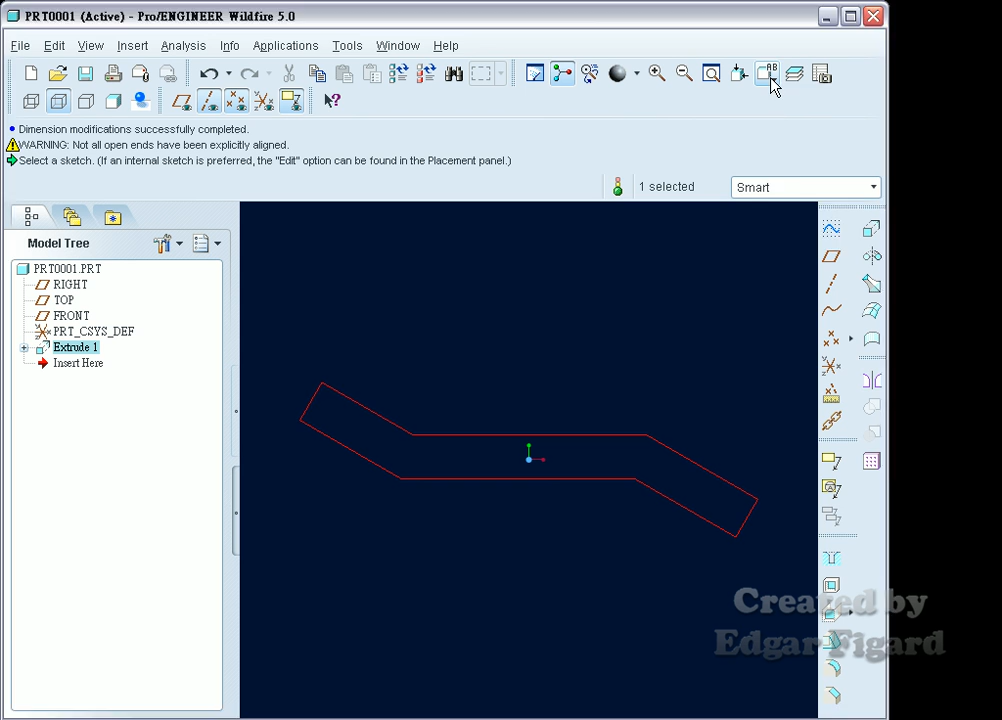 PRT0001 (Active) - Pro/ENGINEER Wildfire 5.0
File Edit View Insert Analysis Info Applications Tools Window Help
Dimension modifications successfully completed.
WARNING: Not all open ends have been explicitly aligned.
Select a sketch. (If an internal sketch is preferred, the "Edit" option can be found in the Placement panel.)
1 selected
Smart
Model Tree
PRT0001.PRT
RIGHT
TOP
FRONT
PRT_CSYS_DEF
Extrude 1
Insert Here
Created by
Edgar Figard